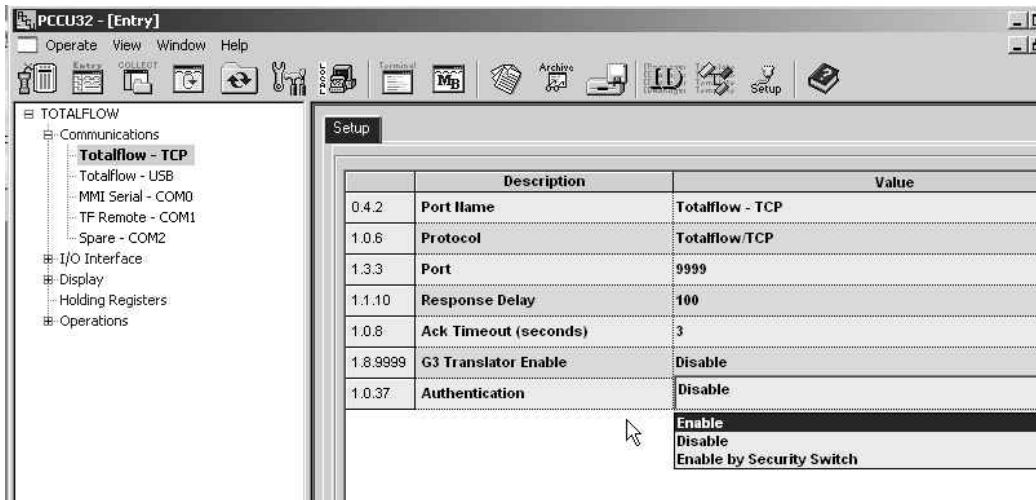 PCCU32 - [Entry]
Operate View Window Help
Entry COLLECT Terminal Archive Setup
MB
TOTALFLOW
Communications
Totalflow - TCP
Totalflow - USB
MMI Serial - COM0
TF Remote - COM1
Spare - COM2
I/O Interface
Display
Holding Registers
Operations
Setup
Description Value
0.4.2 Port Name Totalflow - TCP
1.0.6 Protocol Totalflow/TCP
1.3.3 Port 9999
1.1.10 Response Delay 100
1.0.8 Ack Timeout (seconds) 3
1.8.9999 G3 Translator Enable Disable
1.0.37 Authentication Disable
Enable
Disable
Enable by Security Switch